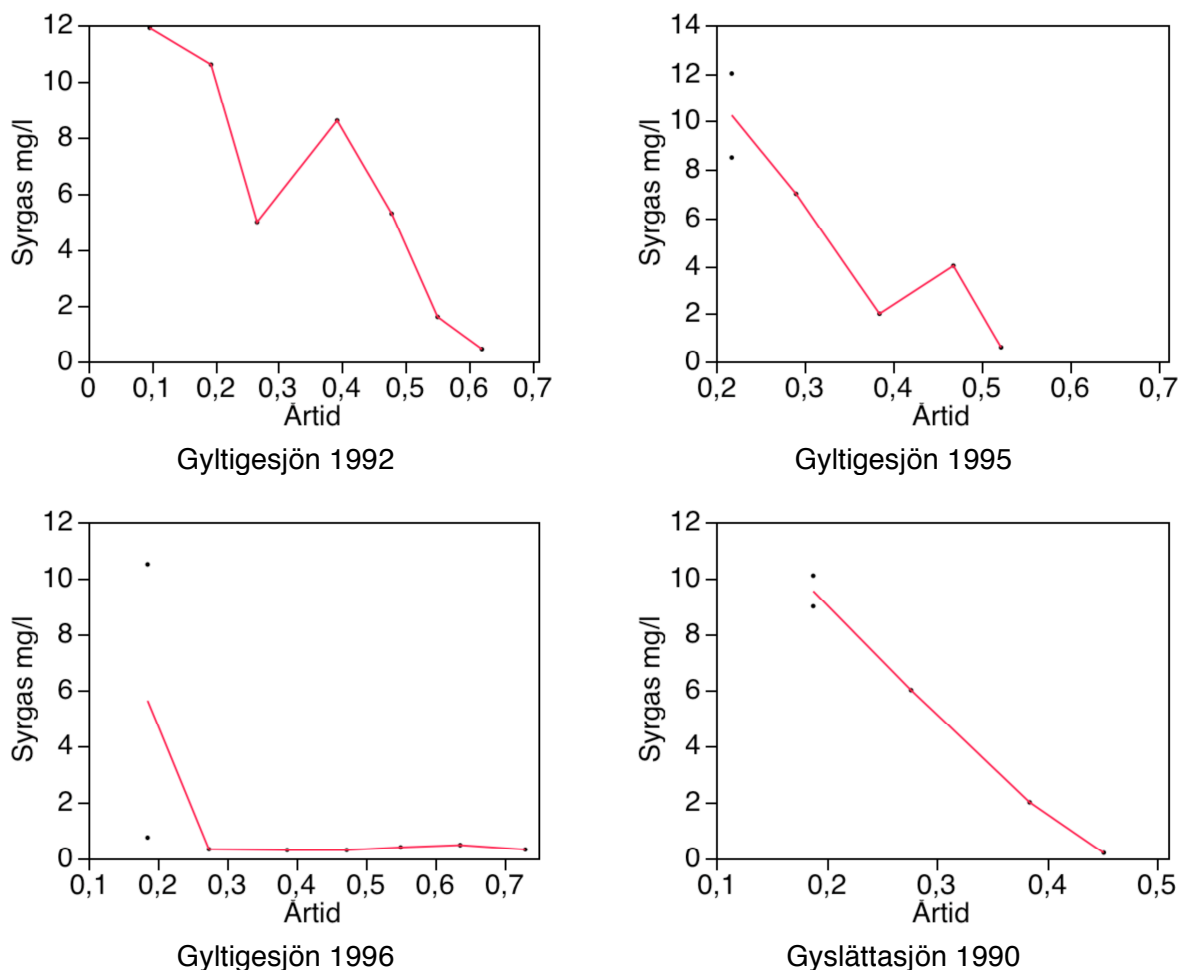 12
10
8
6
4
2
0
Syrgas mg/l
0 0,1 0,2 0,3 0,4 0,5 0,6 0,7
Årtid
Gyltigesjön 1992
14
12
10
8
6
4
2
0
Syrgas mg/l
0,2 0,3 0,4 0,5 0,6 0,7
Årtid
Gyltigesjön 1995
12
10
8
6
4
2
0
Syrgas mg/l
0,1 0,2 0,3 0,4 0,5 0,6 0,7
Årtid
Gyltigesjön 1996
12
10
8
6
4
2
0
Syrgas mg/l
0,1 0,2 0,3 0,4 0,5
Årtid
Gyslättasjön 1990